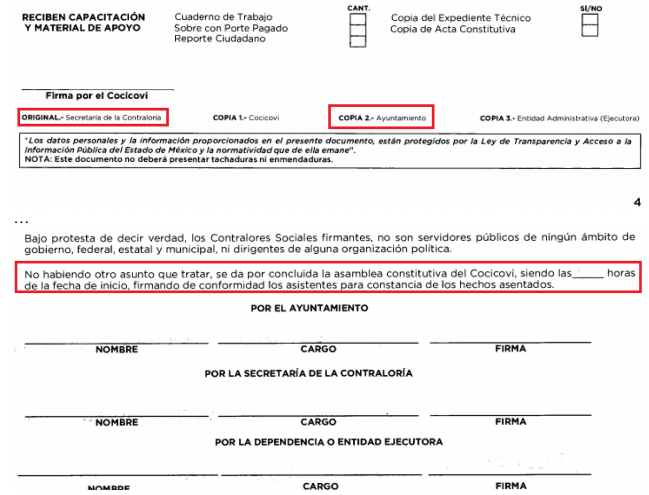 RECIBEN CAPACITACIÓN
Y MATERIAL DE APOYO
Cuaderno de Trabajo
Sobre con Porte Pagado
Reporte Ciudadano
CANT.
Copia del Expediente Técnico
Copia de Acta Constitutiva
SI/NO
Firma por el Cocicovi
ORIGINAL.- Secretaría de la Contraloría COPIA 1.- Cocicovi COPIA 2.- Ayuntamiento COPIA 3.- Entidad Administrativa (Ejecutora)
"Los datos personales y la información proporcionados en el presente documento, están protegidos por la Ley de Transparencia y Acceso a la
Información Pública del Estado de México y la normatividad que de ella emane".
NOTA: Este documento no deberá presentar tachaduras ni enmendaduras.
4
...
Bajo protesta de decir verdad, los Contralores Sociales firmantes, no son servidores públicos de ningún ámbito de
gobierno, federal, estatal y municipal, ni dirigentes de alguna organización política.
No habiendo otro asunto que tratar, se da por concluida la asamblea constitutiva del Cocicovi, siendo las_____ horas
de la fecha de inicio, firmando de conformidad los asistentes para constancia de los hechos asentados.
POR EL AYUNTAMIENTO
NOMBRE CARGO FIRMA
POR LA SECRETARÍA DE LA CONTRALORÍA
NOMBRE CARGO FIRMA
POR LA DEPENDENCIA O ENTIDAD EJECUTORA
NOMBRE CARGO FIRMA